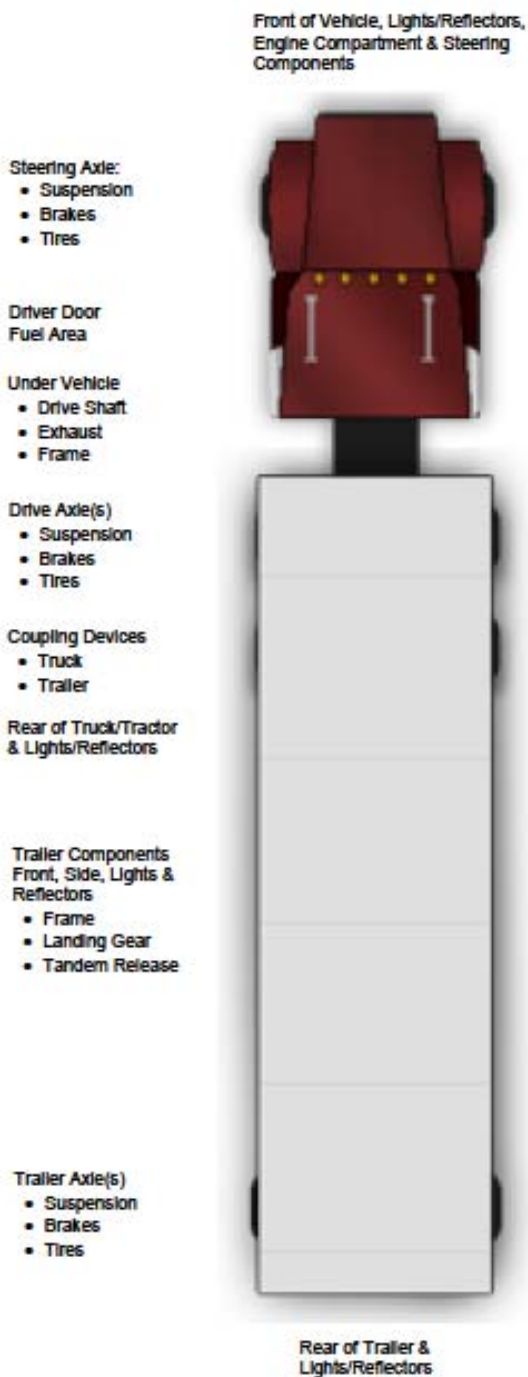 Front of Vehicle, Lights/Reflectors,
Engine Compartment & Steering
Components
Steering Axle:
• Suspension
• Brakes
• Tires
Driver Door
Fuel Area
Under Vehicle
• Drive Shaft
• Exhaust
• Frame
Drive Axle(s)
• Suspension
• Brakes
• Tires
Coupling Devices
• Truck
• Trailer
Rear of Truck/Tractor
& Lights/Reflectors
Trailer Components
Front, Side, Lights &
Reflectors
• Frame
• Landing Gear
• Tandem Release
Trailer Axle(s)
• Suspension
• Brakes
• Tires
Rear of Trailer &
Lights/Reflectors